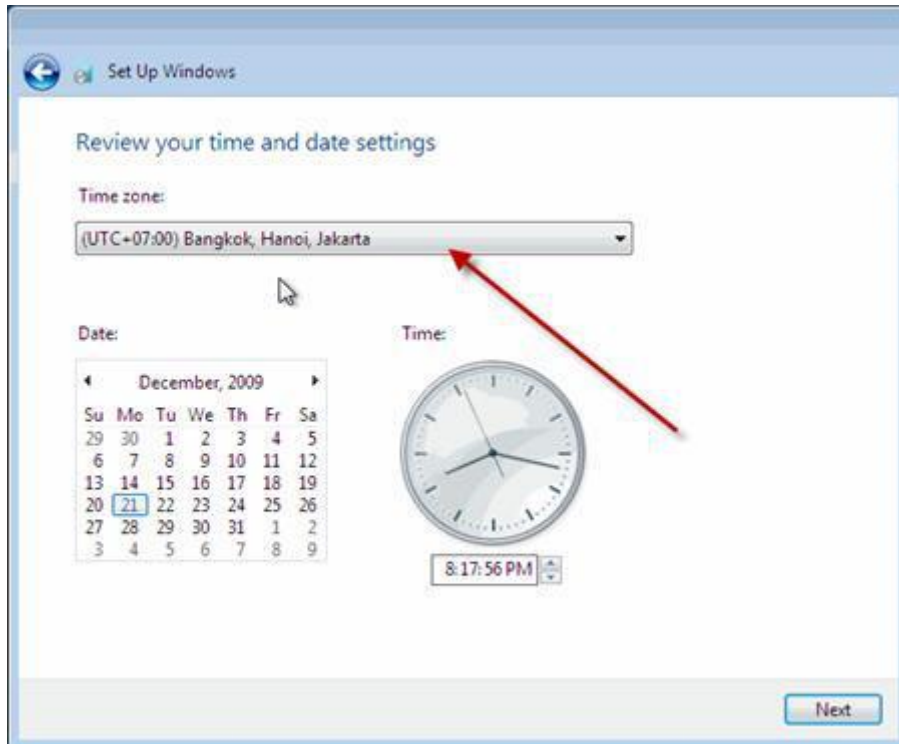 Set Up Windows
Review your time and date settings
Time zone:
(UTC+07:00) Bangkok, Hanoi, Jakarta
Date:
Time:
December, 2009
Su Mo Tu We Th Fr Sa
29 30 1 2 3 4 5
6 7 8 9 10 11 12
13 14 15 16 17 18 19
20 21 22 23 24 25 26
27 28 29 30 31 1 2
3 4 5 6 7 8 9
8:17:56 PM
Next